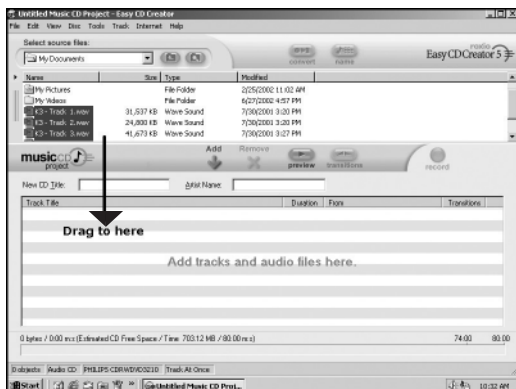 Untitled Music CD Project - Easy CD Creator
File Edit View Disc Tools Track Internet Help
Select source files:
My Documents
convert name
roxio
Easy CD Creator 5
Name Size Type Modified
My Pictures File Folder 2/25/2002 11:02 AM
My Videos File Folder 6/27/2002 4:57 PM
K3 - Track 1.wav 31,537 KB Wave Sound 7/30/2001 3:20 PM
K3 - Track 2.wav 24,800 KB Wave Sound 7/30/2001 3:20 PM
K3 - Track 3.wav 41,673 KB Wave Sound 7/30/2001 3:27 PM
musicCD project
Add Remove preview transitions record
New CD Title: Artist Name:
Track Title Duration From Transitions
Drag to here
Add tracks and audio files here.
0 bytes / 0:00 m:s (Estimated CD Free Space / Time 703.12 MB / 80:00 m:s) 74:00 80:00
0 objects Audio CD PHILIPS CDRWDVD3210 Track At Once
Start Untitled Music CD Proj... 10:32 AM